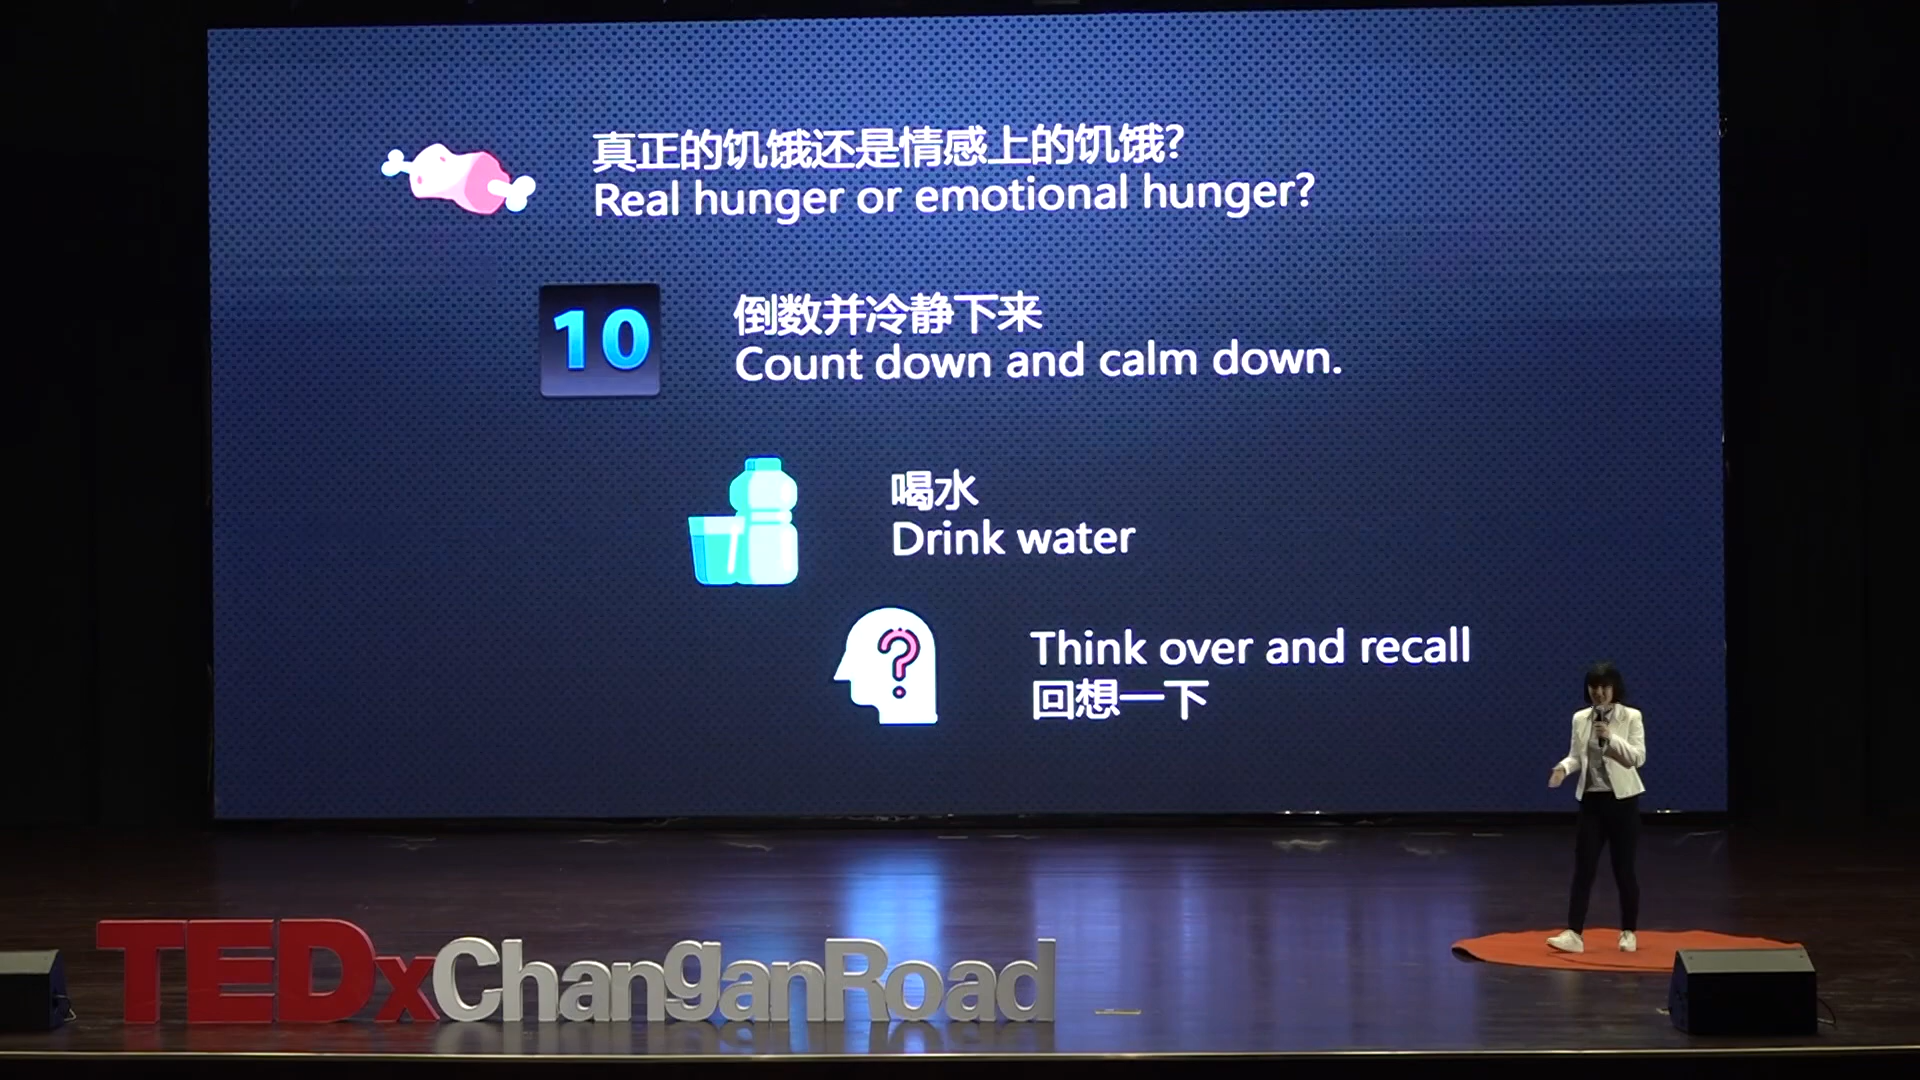 真正的饥饿还是情感上的饥饿?
Real hunger or emotional hunger?
10
倒数并冷静下来
Count down and calm down.
喝水
Drink water
?
Think over and recall
回想一下
TEDxChanganRoad